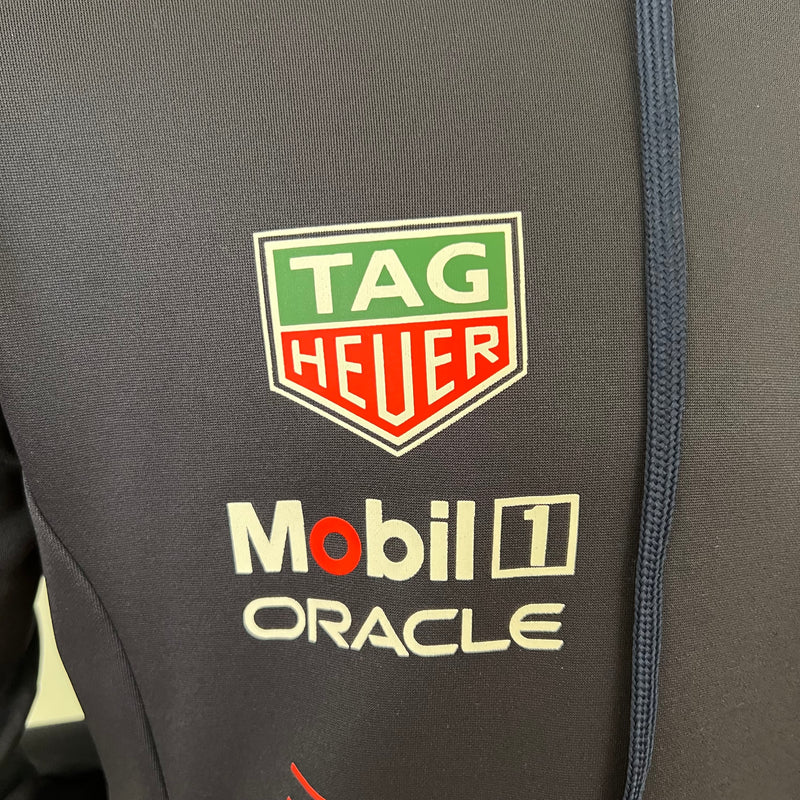 TAG
HEUER
Mobil 1
ORACLE